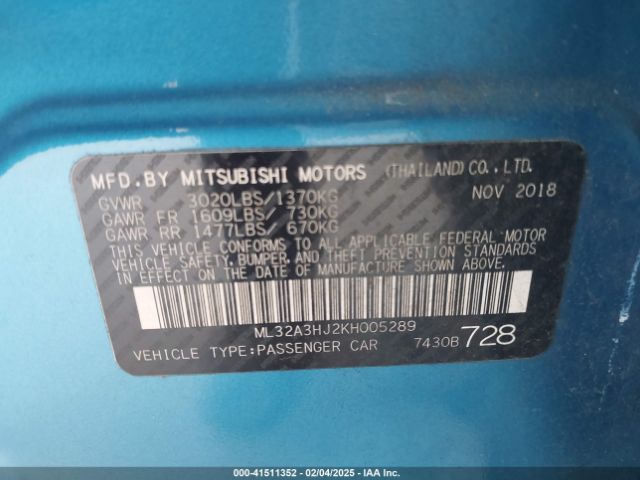 MFD. BY MITSUBISHI MOTORS (THAILAND) CO., LTD.
GVWR 3020LBS/1370KG NOV 2018
GAWR FR 1609LBS/ 730KG
GAWR RR 1477LBS/ 670KG
THIS VEHICLE CONFORMS TO ALL APPLICABLE FEDERAL MOTOR
VEHICLE SAFETY, BUMPER, AND THEFT PREVENTION STANDARDS
IN EFFECT ON THE DATE OF MANUFACTURE SHOWN ABOVE.
ML32A3HJ2KH005289
VEHICLE TYPE:PASSENGER CAR 7430B 728
000-41511352 | 02/04/2025 - IAA Inc.